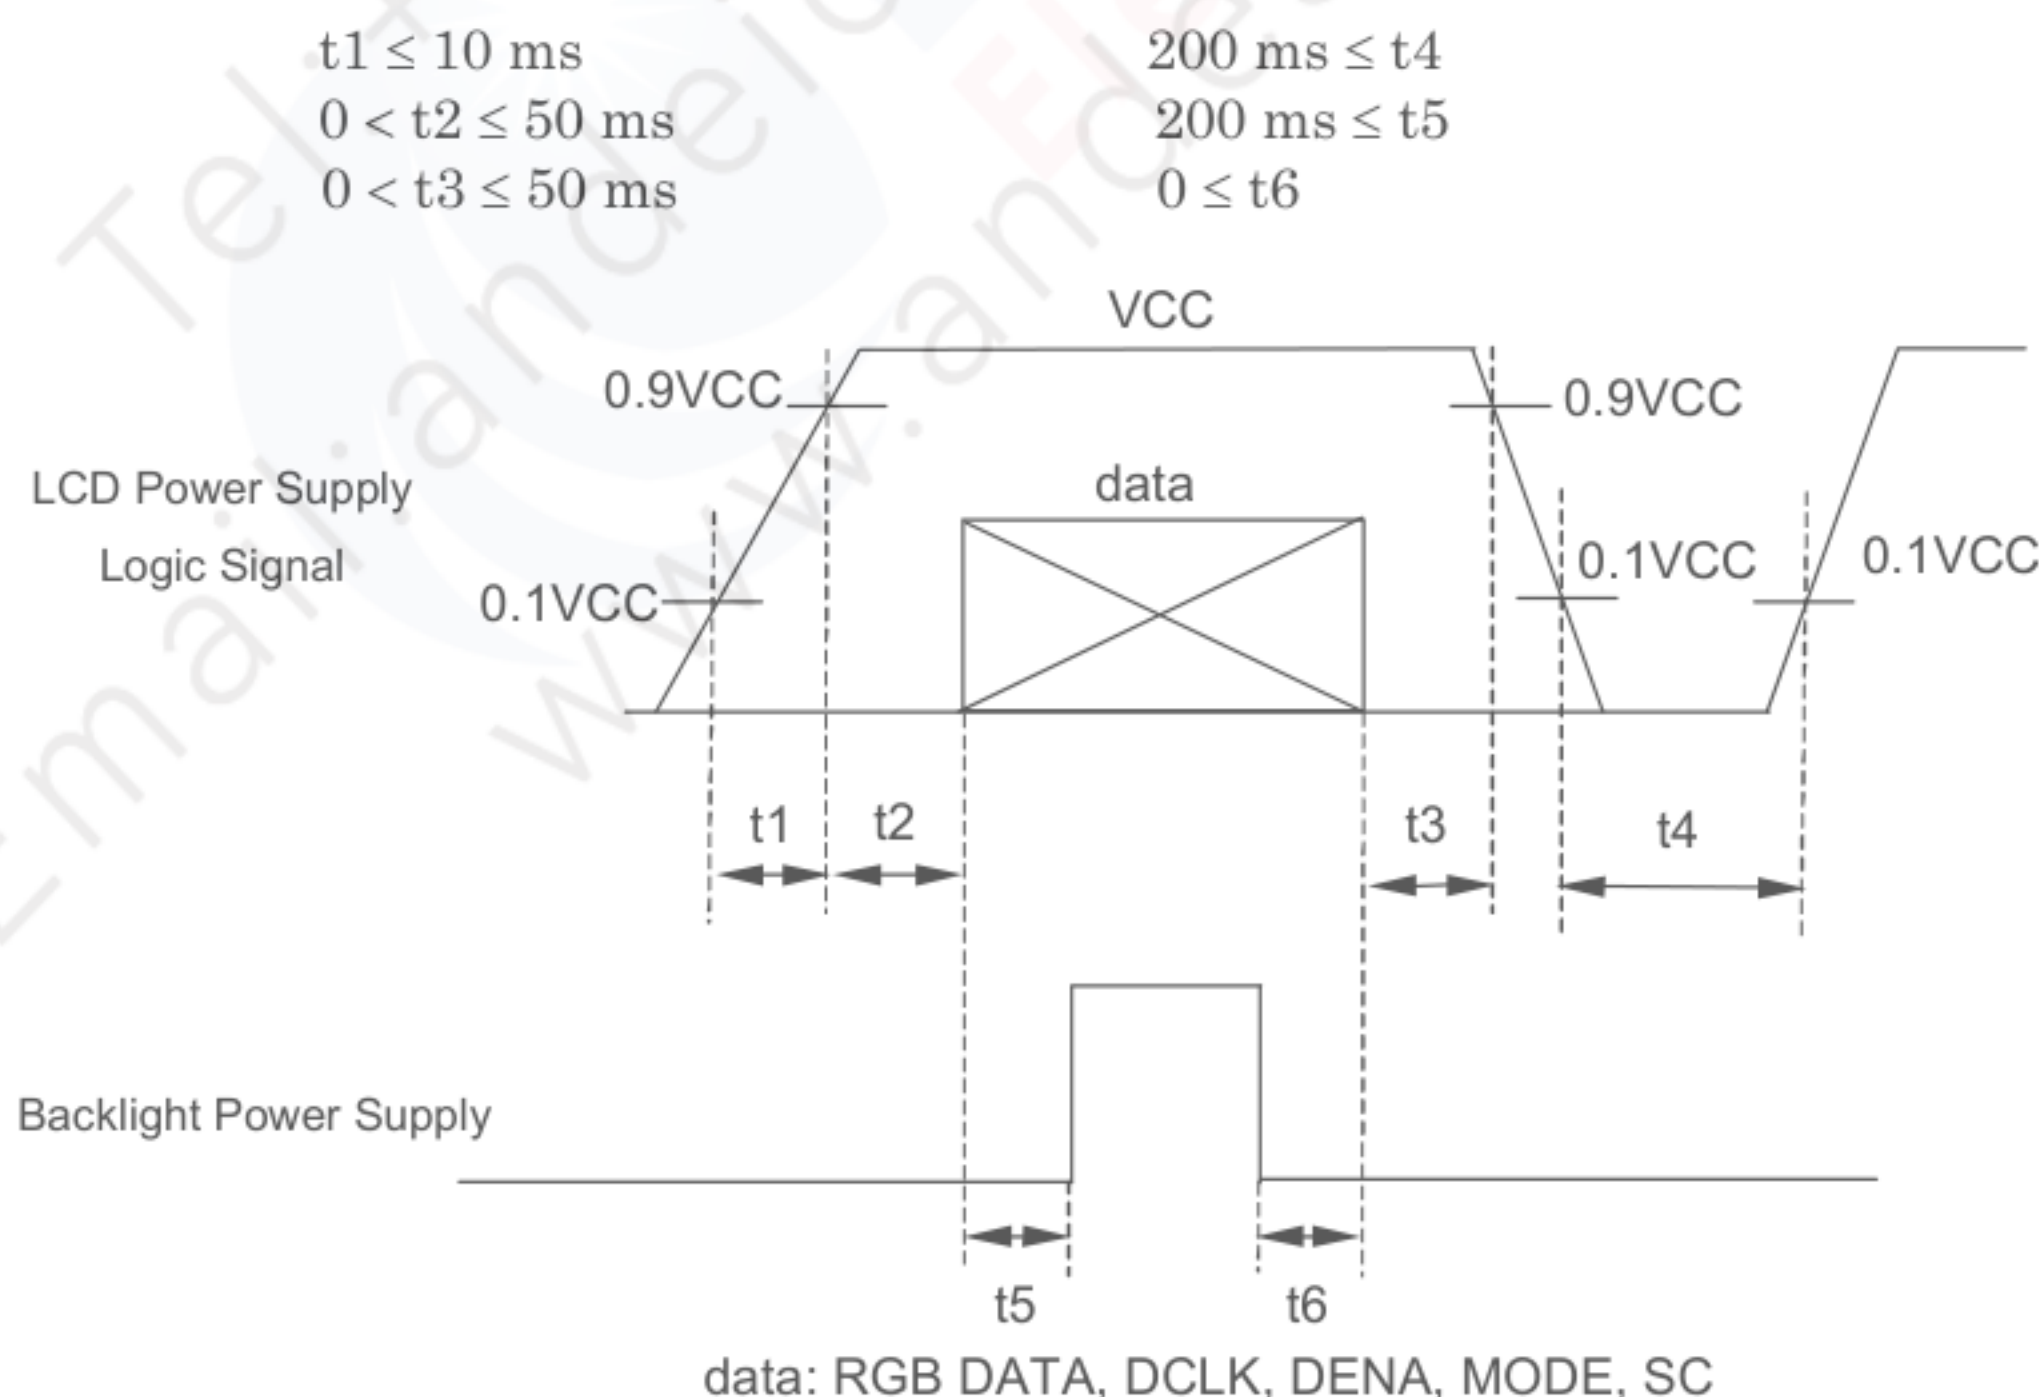 t1 ≤ 10 ms
200 ms ≤ t4
0 < t2 ≤ 50 ms
200 ms ≤ t5
0 < t3 ≤ 50 ms
0 ≤ t6
VCC
0.9VCC
0.9VCC
LCD Power Supply
data
Logic Signal
0.1VCC
0.1VCC
0.1VCC
t1
t2
t3
t4
Backlight Power Supply
t5
t6
data: RGB DATA, DCLK, DENA, MODE, SC